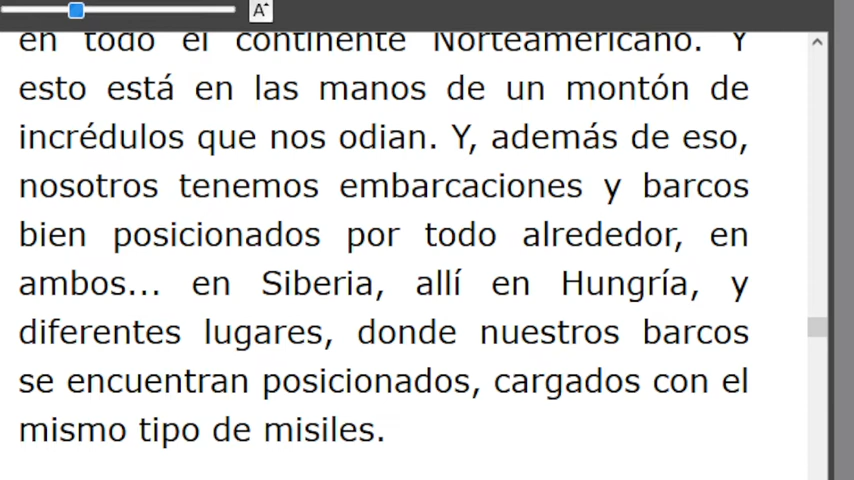 A
en todo el continente Norteamericano. Y
esto está en las manos de un montón de
incrédulos que nos odian. Y, además de eso,
nosotros tenemos embarcaciones y barcos
bien posicionados por todo alrededor, en
ambos... en Siberia, allí en Hungría, y
diferentes lugares, donde nuestros barcos
se encuentran posicionados, cargados con el
mismo tipo de misiles.